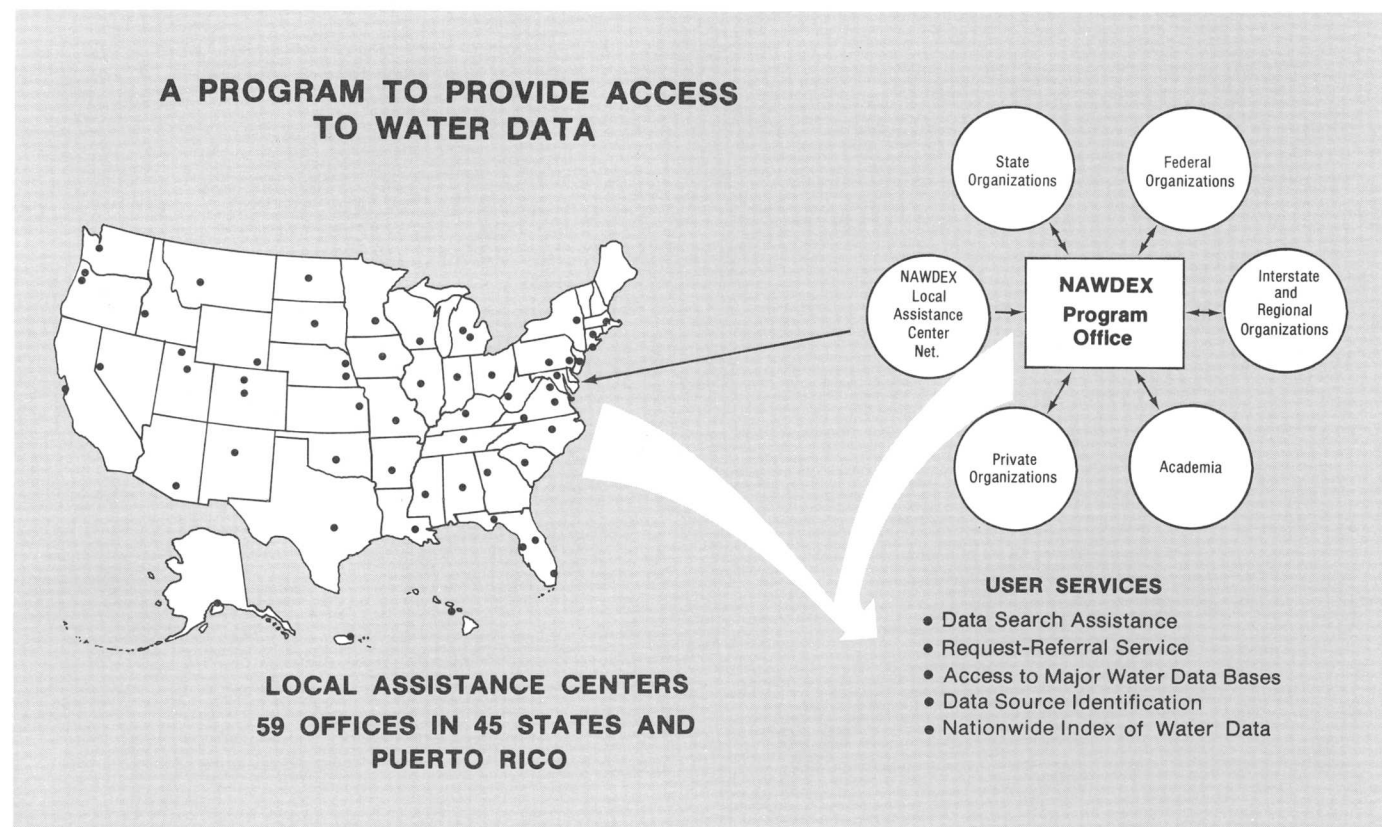 A PROGRAM TO PROVIDE ACCESS
TO WATER DATA
State
Organizations
Federal
Organizations
NAWDEX
Local
Assistance
Center
Net.
NAWDEX
Program
Office
Interstate
and
Regional
Organizations
Private
Organizations
Academia
LOCAL ASSISTANCE CENTERS
59 OFFICES IN 45 STATES AND
PUERTO RICO
USER SERVICES
• Data Search Assistance
• Request-Referral Service
• Access to Major Water Data Bases
• Data Source Identification
• Nationwide Index of Water Data